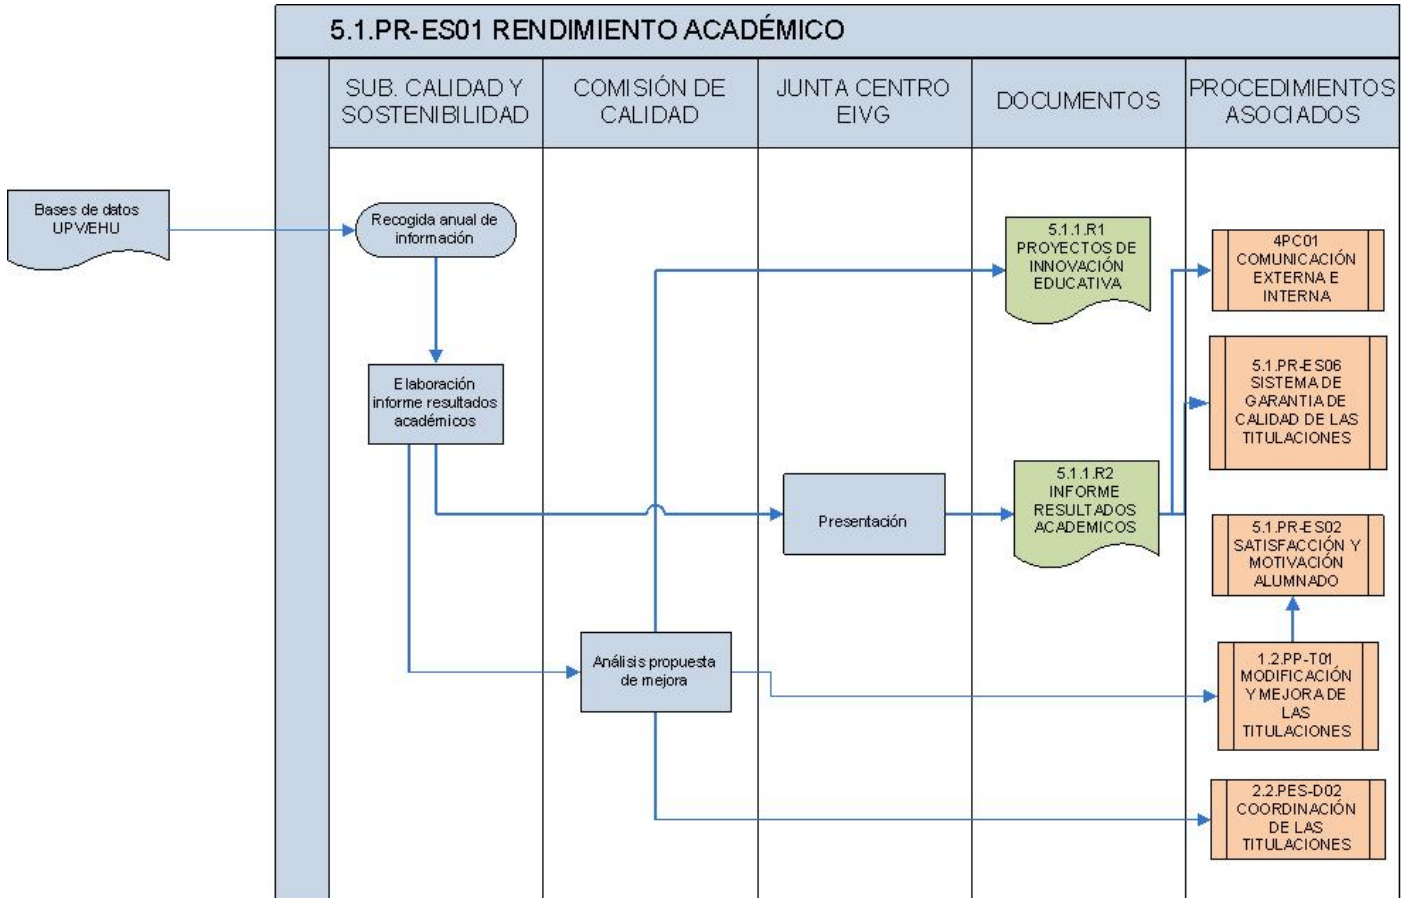 5.1.PR-ES01 RENDIMIENTO ACADÉMICO
SUB. CALIDAD Y
SOSTENIBILIDAD
COMISIÓN DE
CALIDAD
JUNTA CENTRO
EIVG
DOCUMENTOS
PROCEDIMIENTOS
ASOCIADOS
Bases de datos
UPV/EHU
Recogida anual de
información
5.1.1.R1
PROYECTOS DE
INNOVACIÓN
EDUCATIVA
4PC01
COMUNICACIÓN
EXTERNA E
INTERNA
Elaboración
informe resultados
académicos
5.1.PR-ES06
SISTEMA DE
GARANTIA DE
CALIDAD DE LAS
TITULACIONES
Presentación
5.1.1.R2
INFORME
RESULTADOS
ACADEMICOS
5.1.PR-ES02
SATISFACCIÓN Y
MOTIVACIÓN
ALUMNADO
Análisis propuesta
de mejora
1.2.PP-T01
MODIFICACIÓN
Y MEJORA DE
LAS
TITULACIONES
2.2.PES-D02
COORDINACIÓN
DE LAS
TITULACIONES